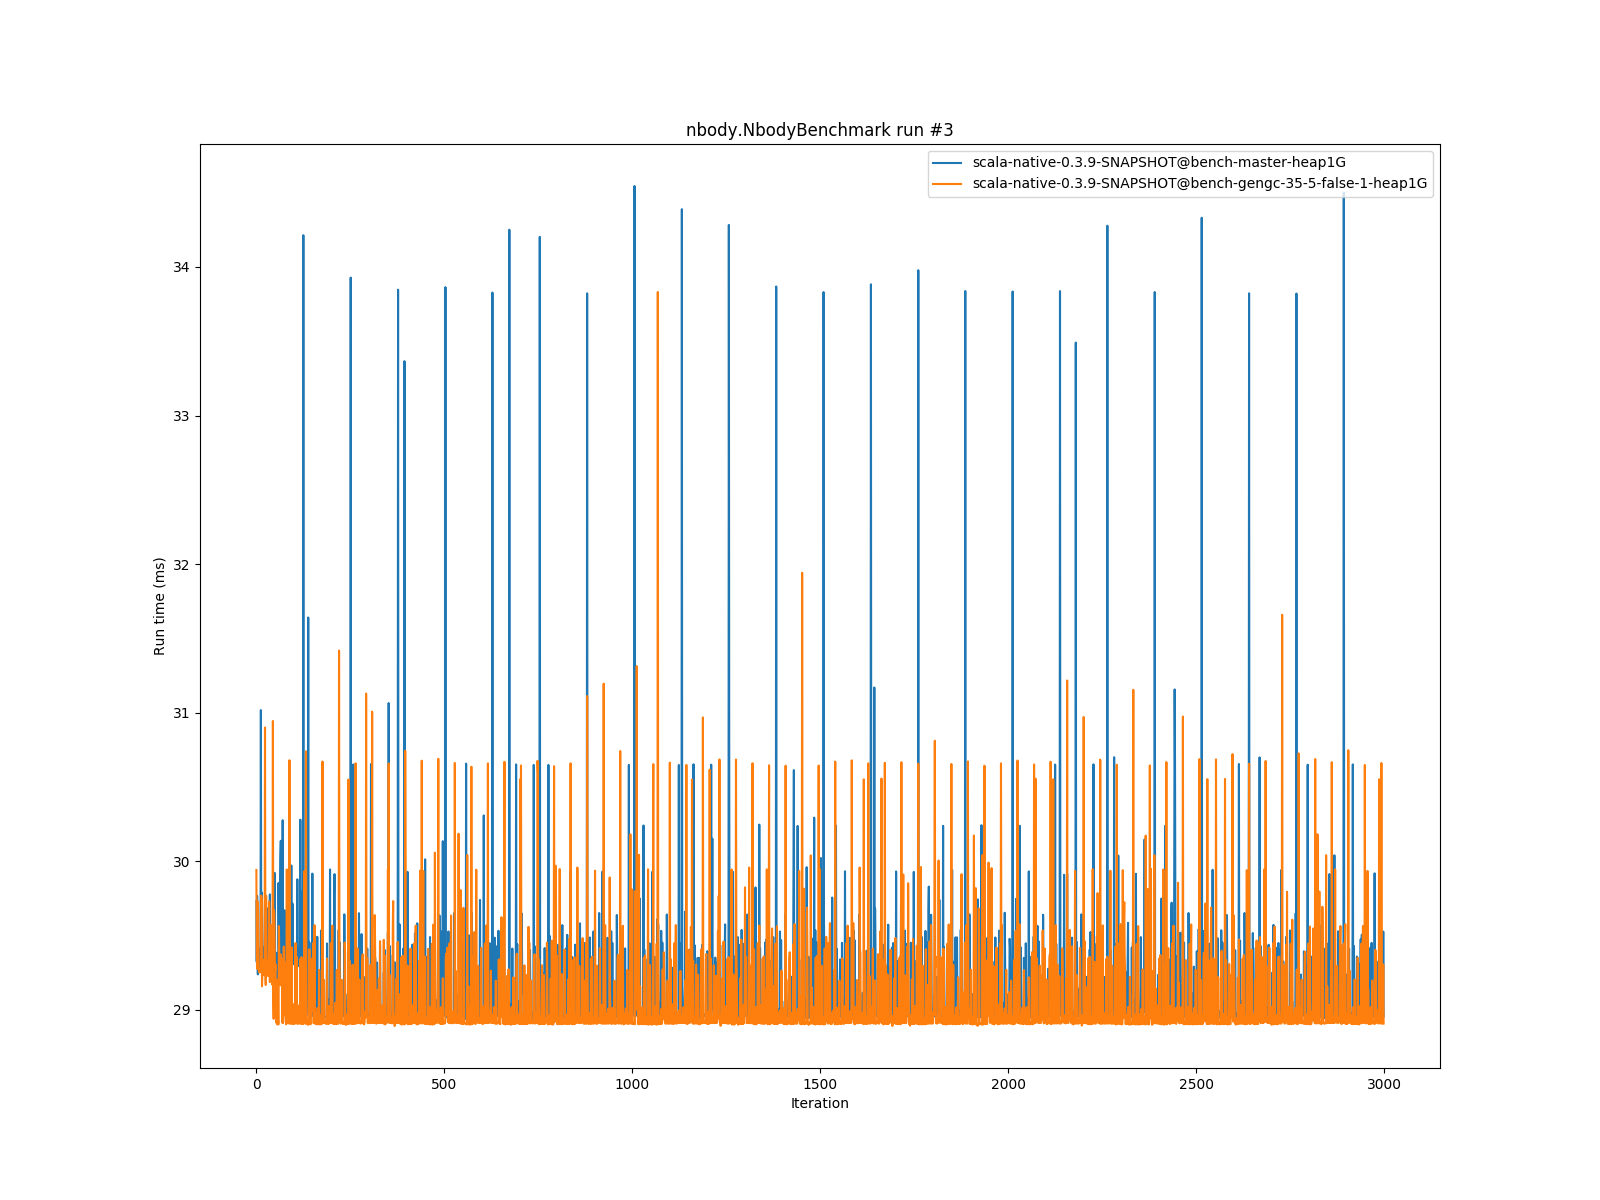 nbody.NbodyBenchmark run #3
scala-native-0.3.9-SNAPSHOT@bench-master-heap1G
scala-native-0.3.9-SNAPSHOT@bench-gengc-35-5-false-1-heap1G
34
33
32
31
30
29
Run time (ms)
0 500 1000 1500 2000 2500 3000
Iteration